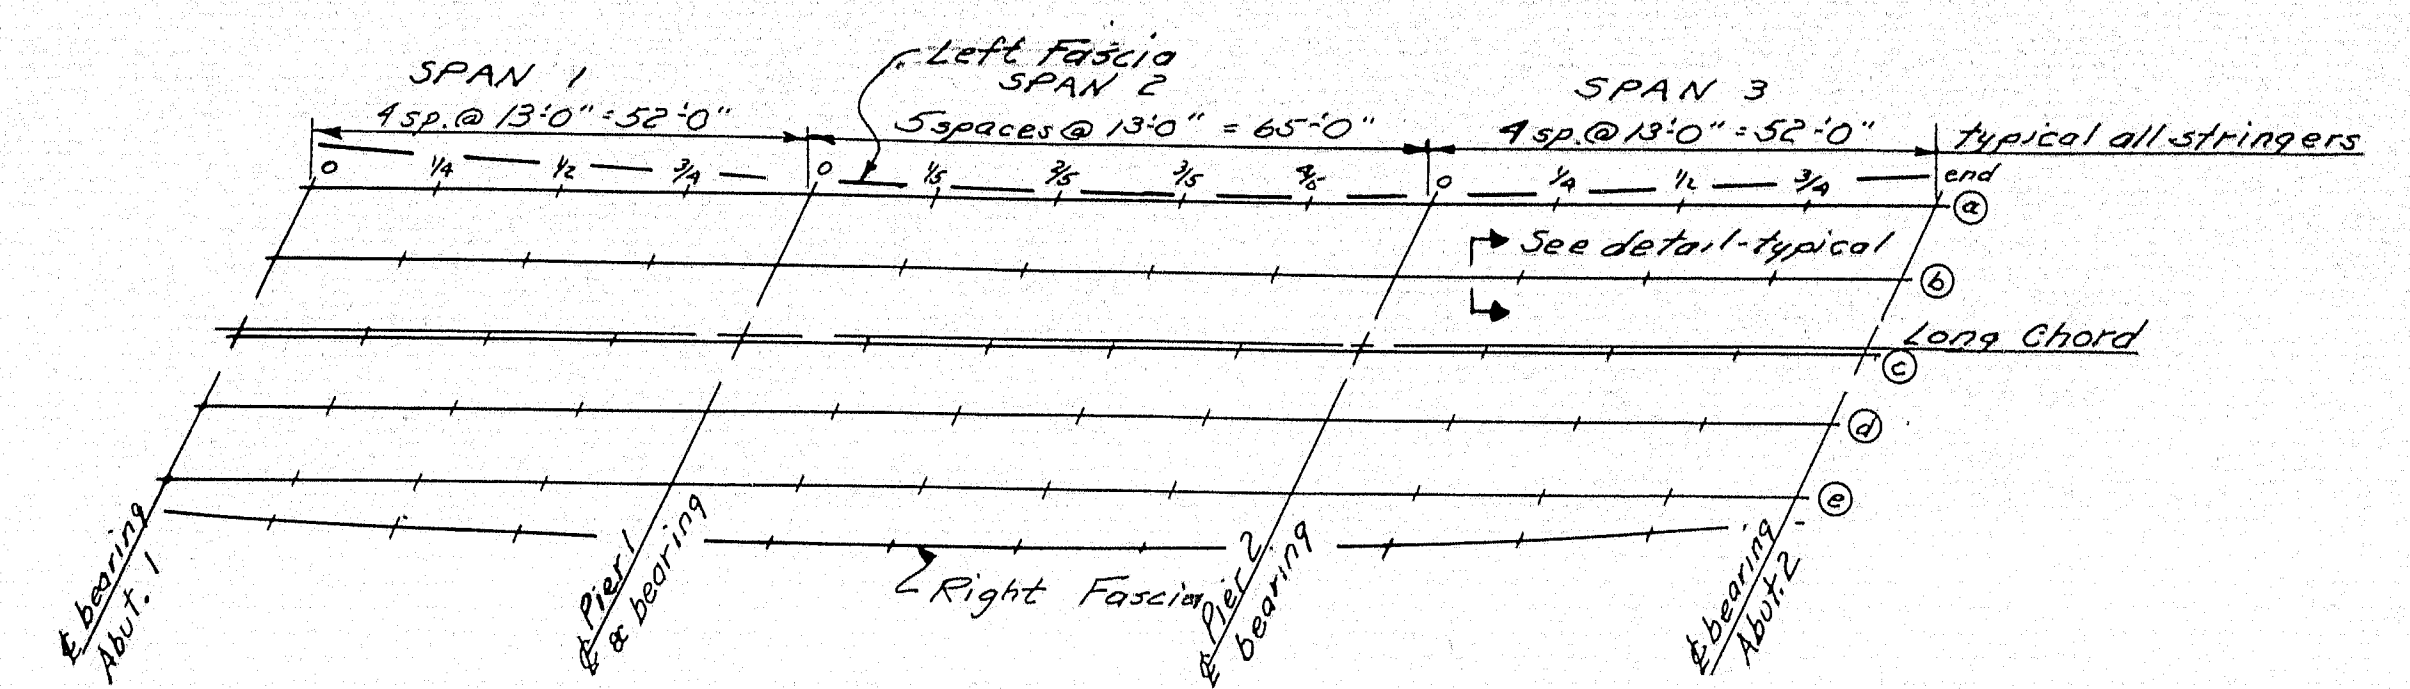 Left Fascia
SPAN 1
SPAN 2
SPAN 3
4 sp. @ 13'-0" = 52'-0"
5 spaces @ 13'-0" = 65'-0"
4 sp. @ 13'-0" = 52'-0"
typical all stringers
0 1/4 1/2 3/4 0 1/5 2/5 3/5 4/5 0 1/4 1/2 3/4 end
a
See detail-typical
b
Long Chord
c
d
e
℄ bearing
Abut. 1
℄ Pier 1
& bearing
Right Fascia
℄ Pier 2
bearing
℄ bearing
Abut. 2